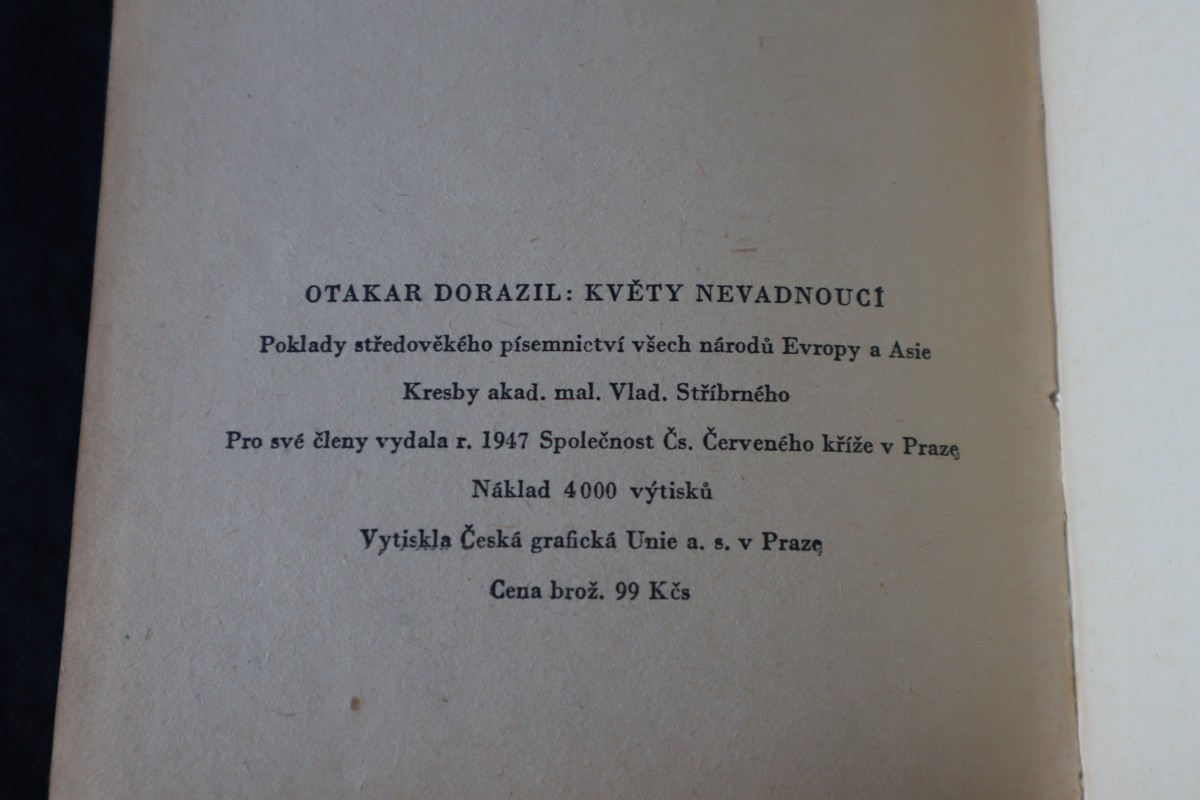 OTAKAR DORAZIL: KVĚTY NEVADNOUCÍ
Poklady středověkého písemnictví všech národů Evropy a Asie
Kresby akad. mal. Vlad. Stříbrného
Pro své členy vydala r. 1947 Společnost Čs. Červeného kříže v Praze
Náklad 4000 výtisků
Vytiskla Česká grafická Unie a. s. v Praze
Cena brož. 99 Kčs